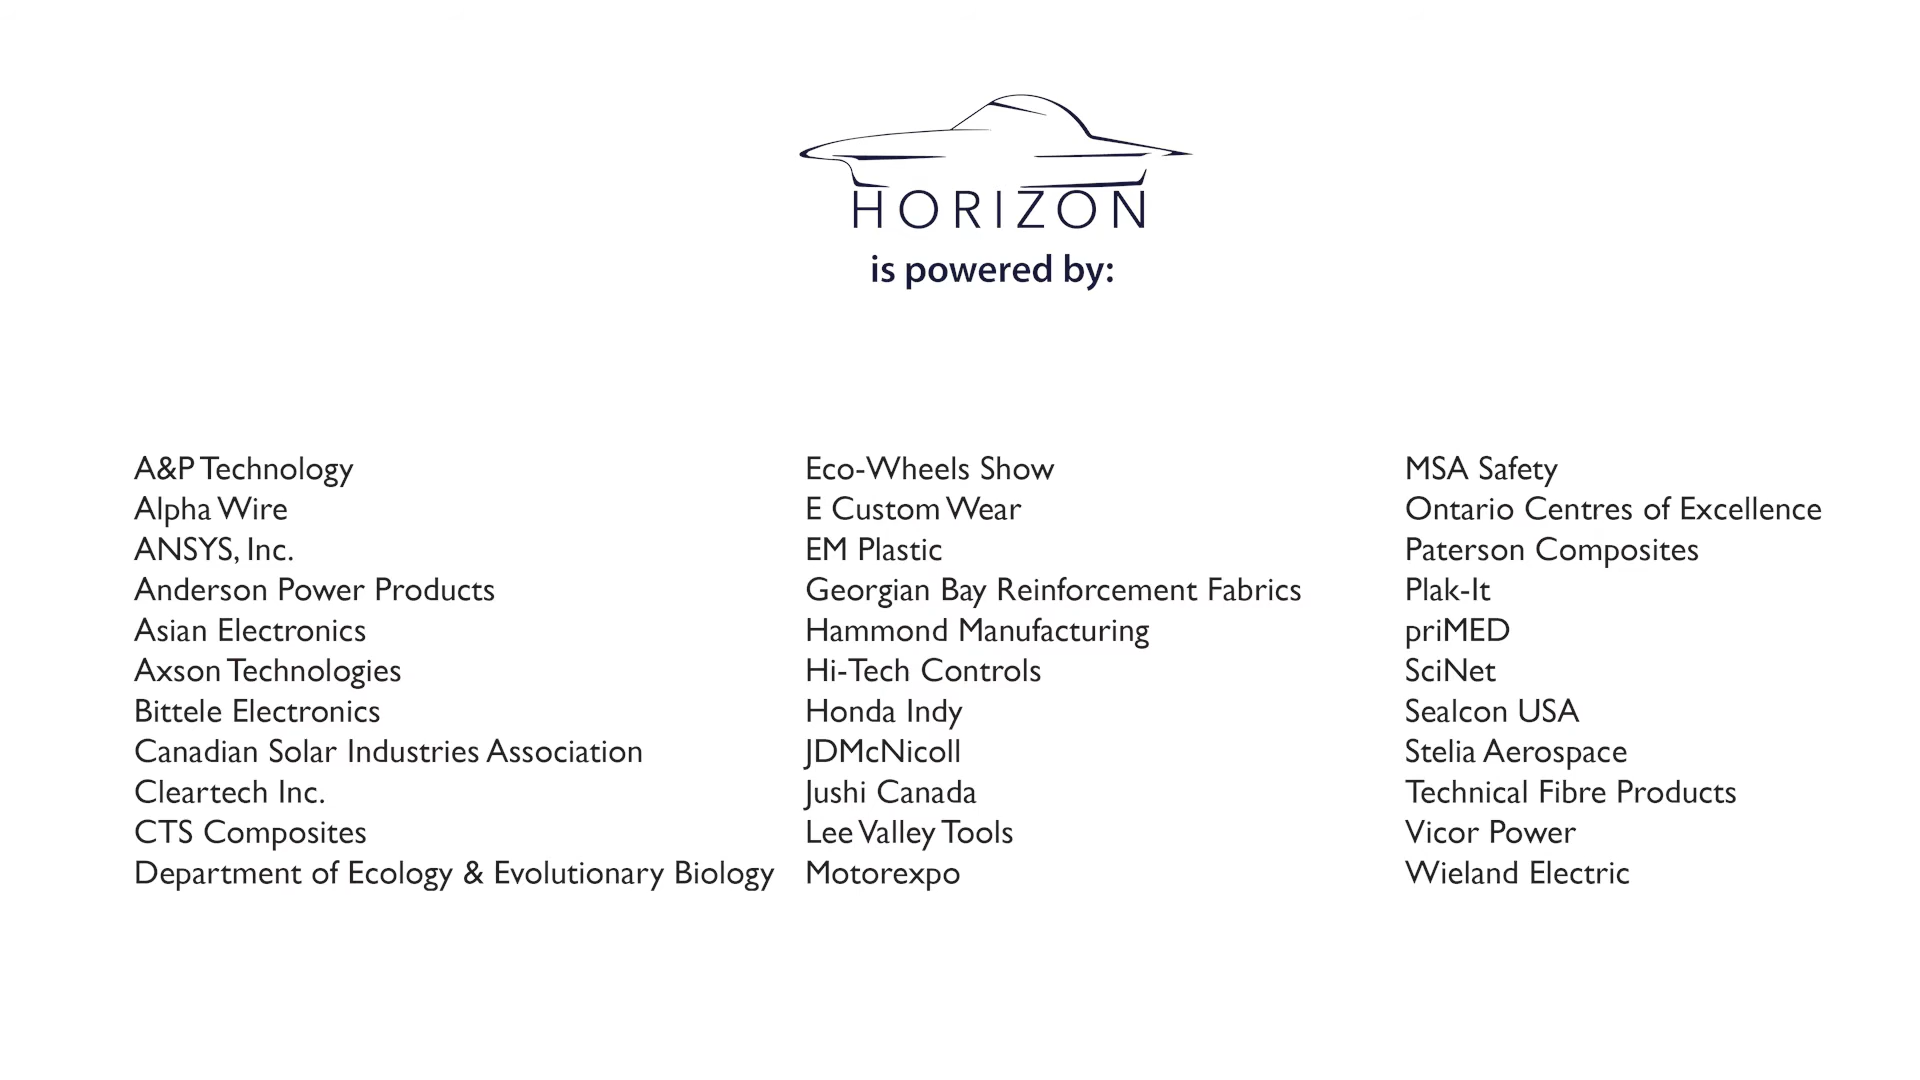 HORIZON
is powered by:
A&P Technology
Alpha Wire
ANSYS, Inc.
Anderson Power Products
Asian Electronics
Axson Technologies
Bittele Electronics
Canadian Solar Industries Association
Cleartech Inc.
CTS Composites
Department of Ecology & Evolutionary Biology
Eco-Wheels Show
E Custom Wear
EM Plastic
Georgian Bay Reinforcement Fabrics
Hammond Manufacturing
Hi-Tech Controls
Honda Indy
JDMcNicoll
Jushi Canada
Lee Valley Tools
Motorexpo
MSA Safety
Ontario Centres of Excellence
Paterson Composites
Plak-It
priMED
SciNet
Sealcon USA
Stelia Aerospace
Technical Fibre Products
Vicor Power
Wieland Electric